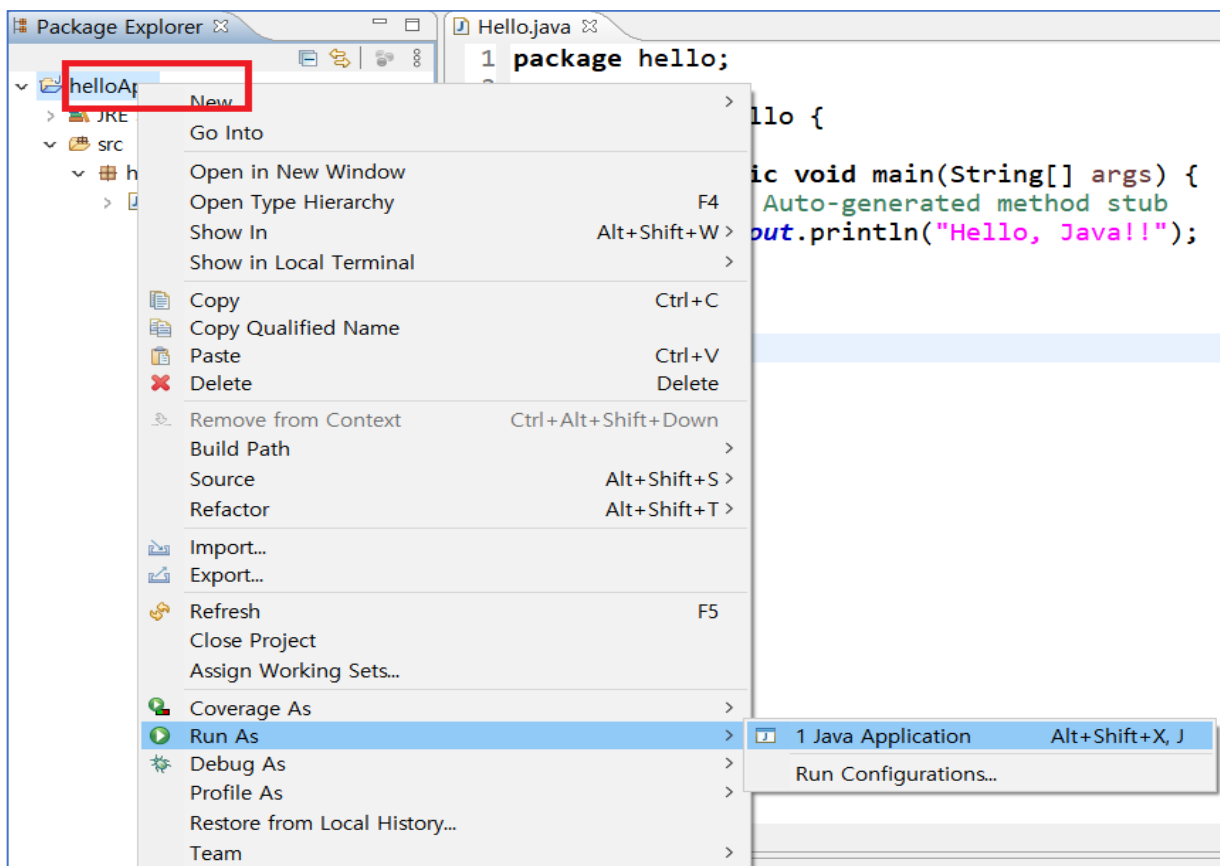 Package Explorer
Hello.java
1 package hello;
helloAp
New
JRE
Go Into
llo {
src
h
Open in New Window
ic void main(String[] args) {
Open Type Hierarchy F4
Auto-generated method stub
Show In Alt+Shift+W >
out.println("Hello, Java!!");
Show in Local Terminal >
Copy Ctrl+C
Copy Qualified Name
Paste Ctrl+V
Delete Delete
Remove from Context Ctrl+Alt+Shift+Down
Build Path >
Source Alt+Shift+S >
Refactor Alt+Shift+T >
Import...
Export...
Refresh F5
Close Project
Assign Working Sets...
Coverage As >
Run As >
1 Java Application Alt+Shift+X, J
Debug As >
Run Configurations...
Profile As >
Restore from Local History...
Team >